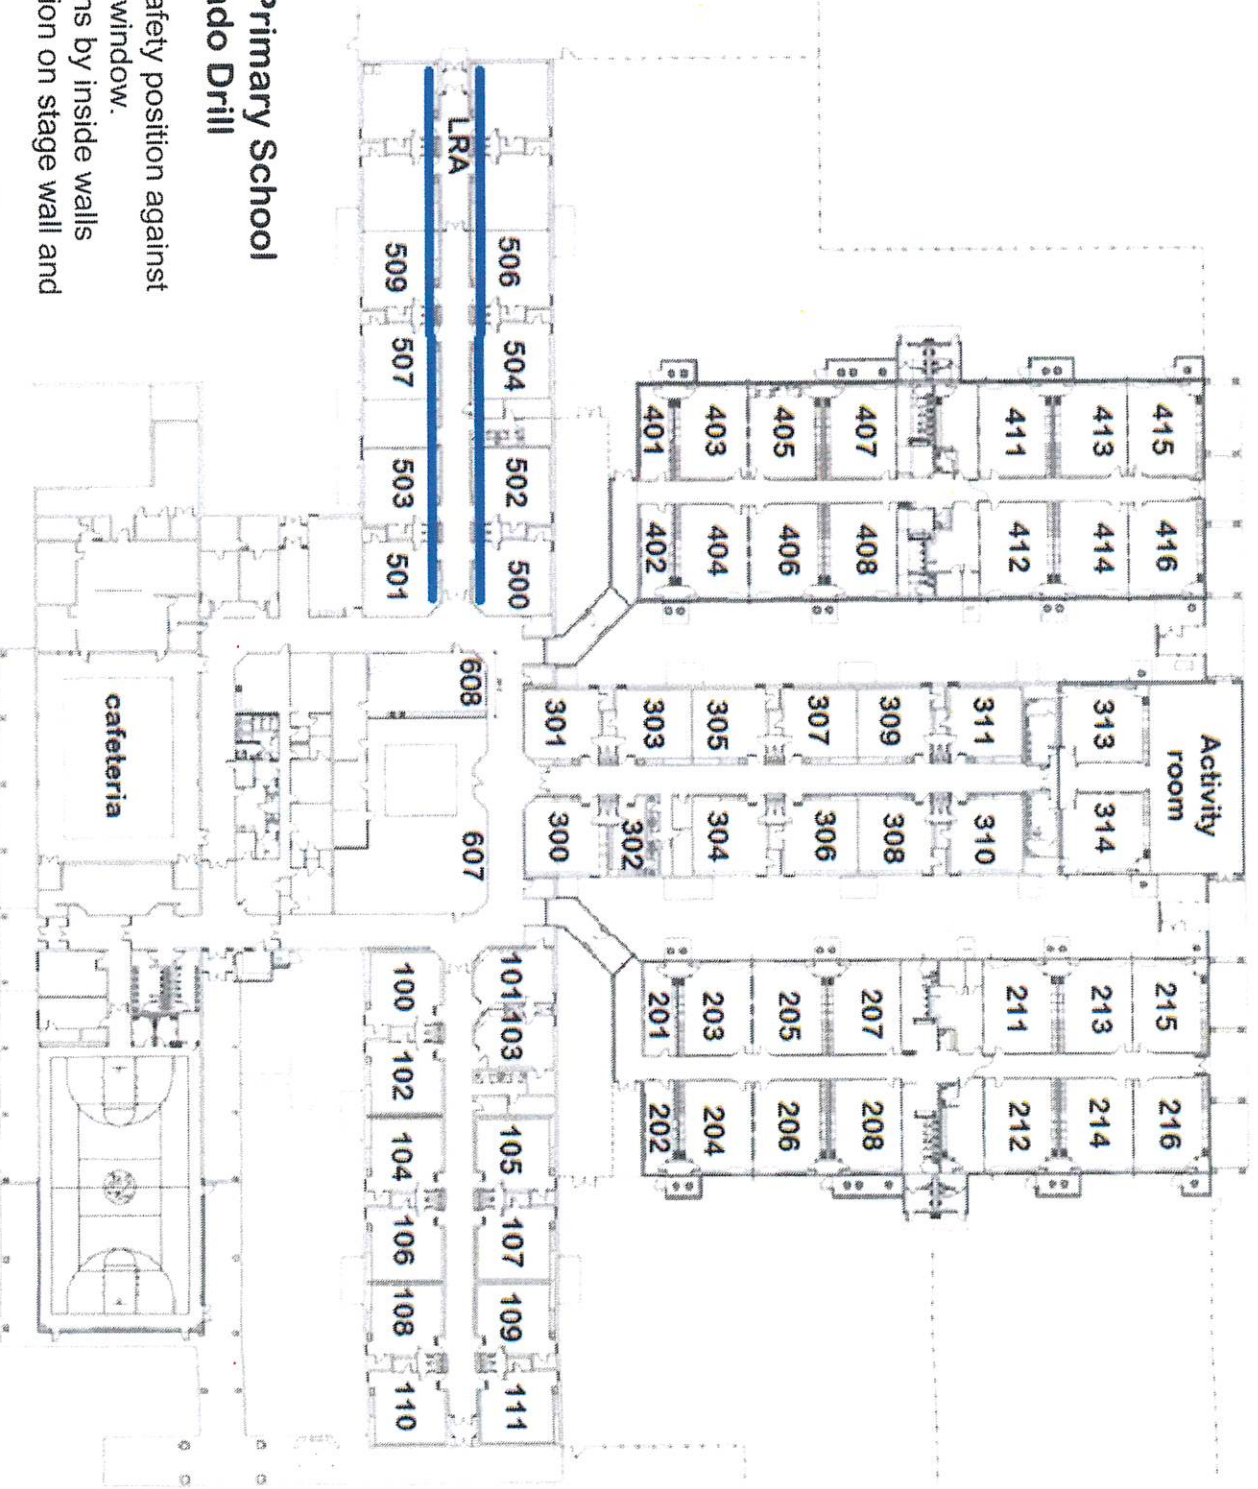 Activity
room
415 416 215 216
413 414 313 314 213 214
411 412 311 310 211 212
407 408 309 308 207 208
307 306
405 406 205 206
403 404 305 304 203 204
401 402 303 302 201 202
301 300
506 504 502 500 608 607 101 103 105 107 109 111
LRA
509 507 503 501 100 102 104 106 108 110
Primary School
ado Drill
afety position against
window.
cafeteria
ns by inside walls
ion on stage wall and